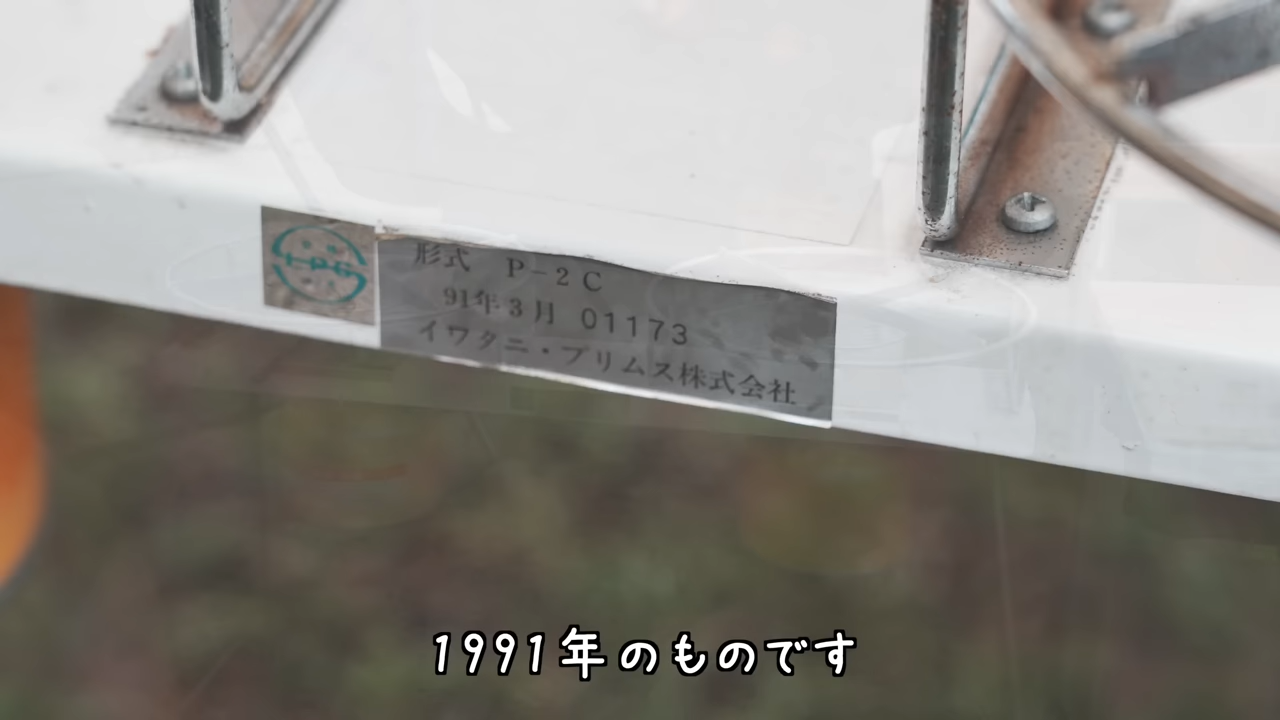 形式 P-2C
91年3月 01173
イワタニ・プリムス株式会社
LPG
1991年のものです